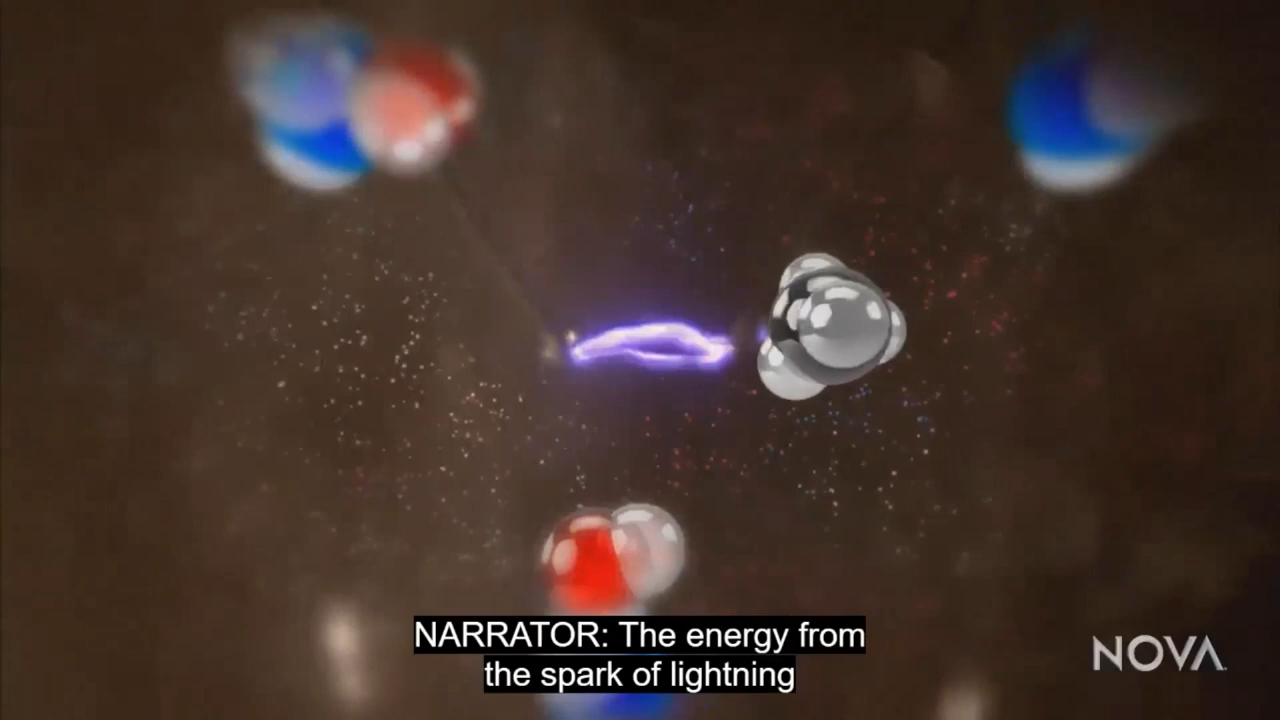 NARRATOR: The energy from
the spark of lightning
NOVA